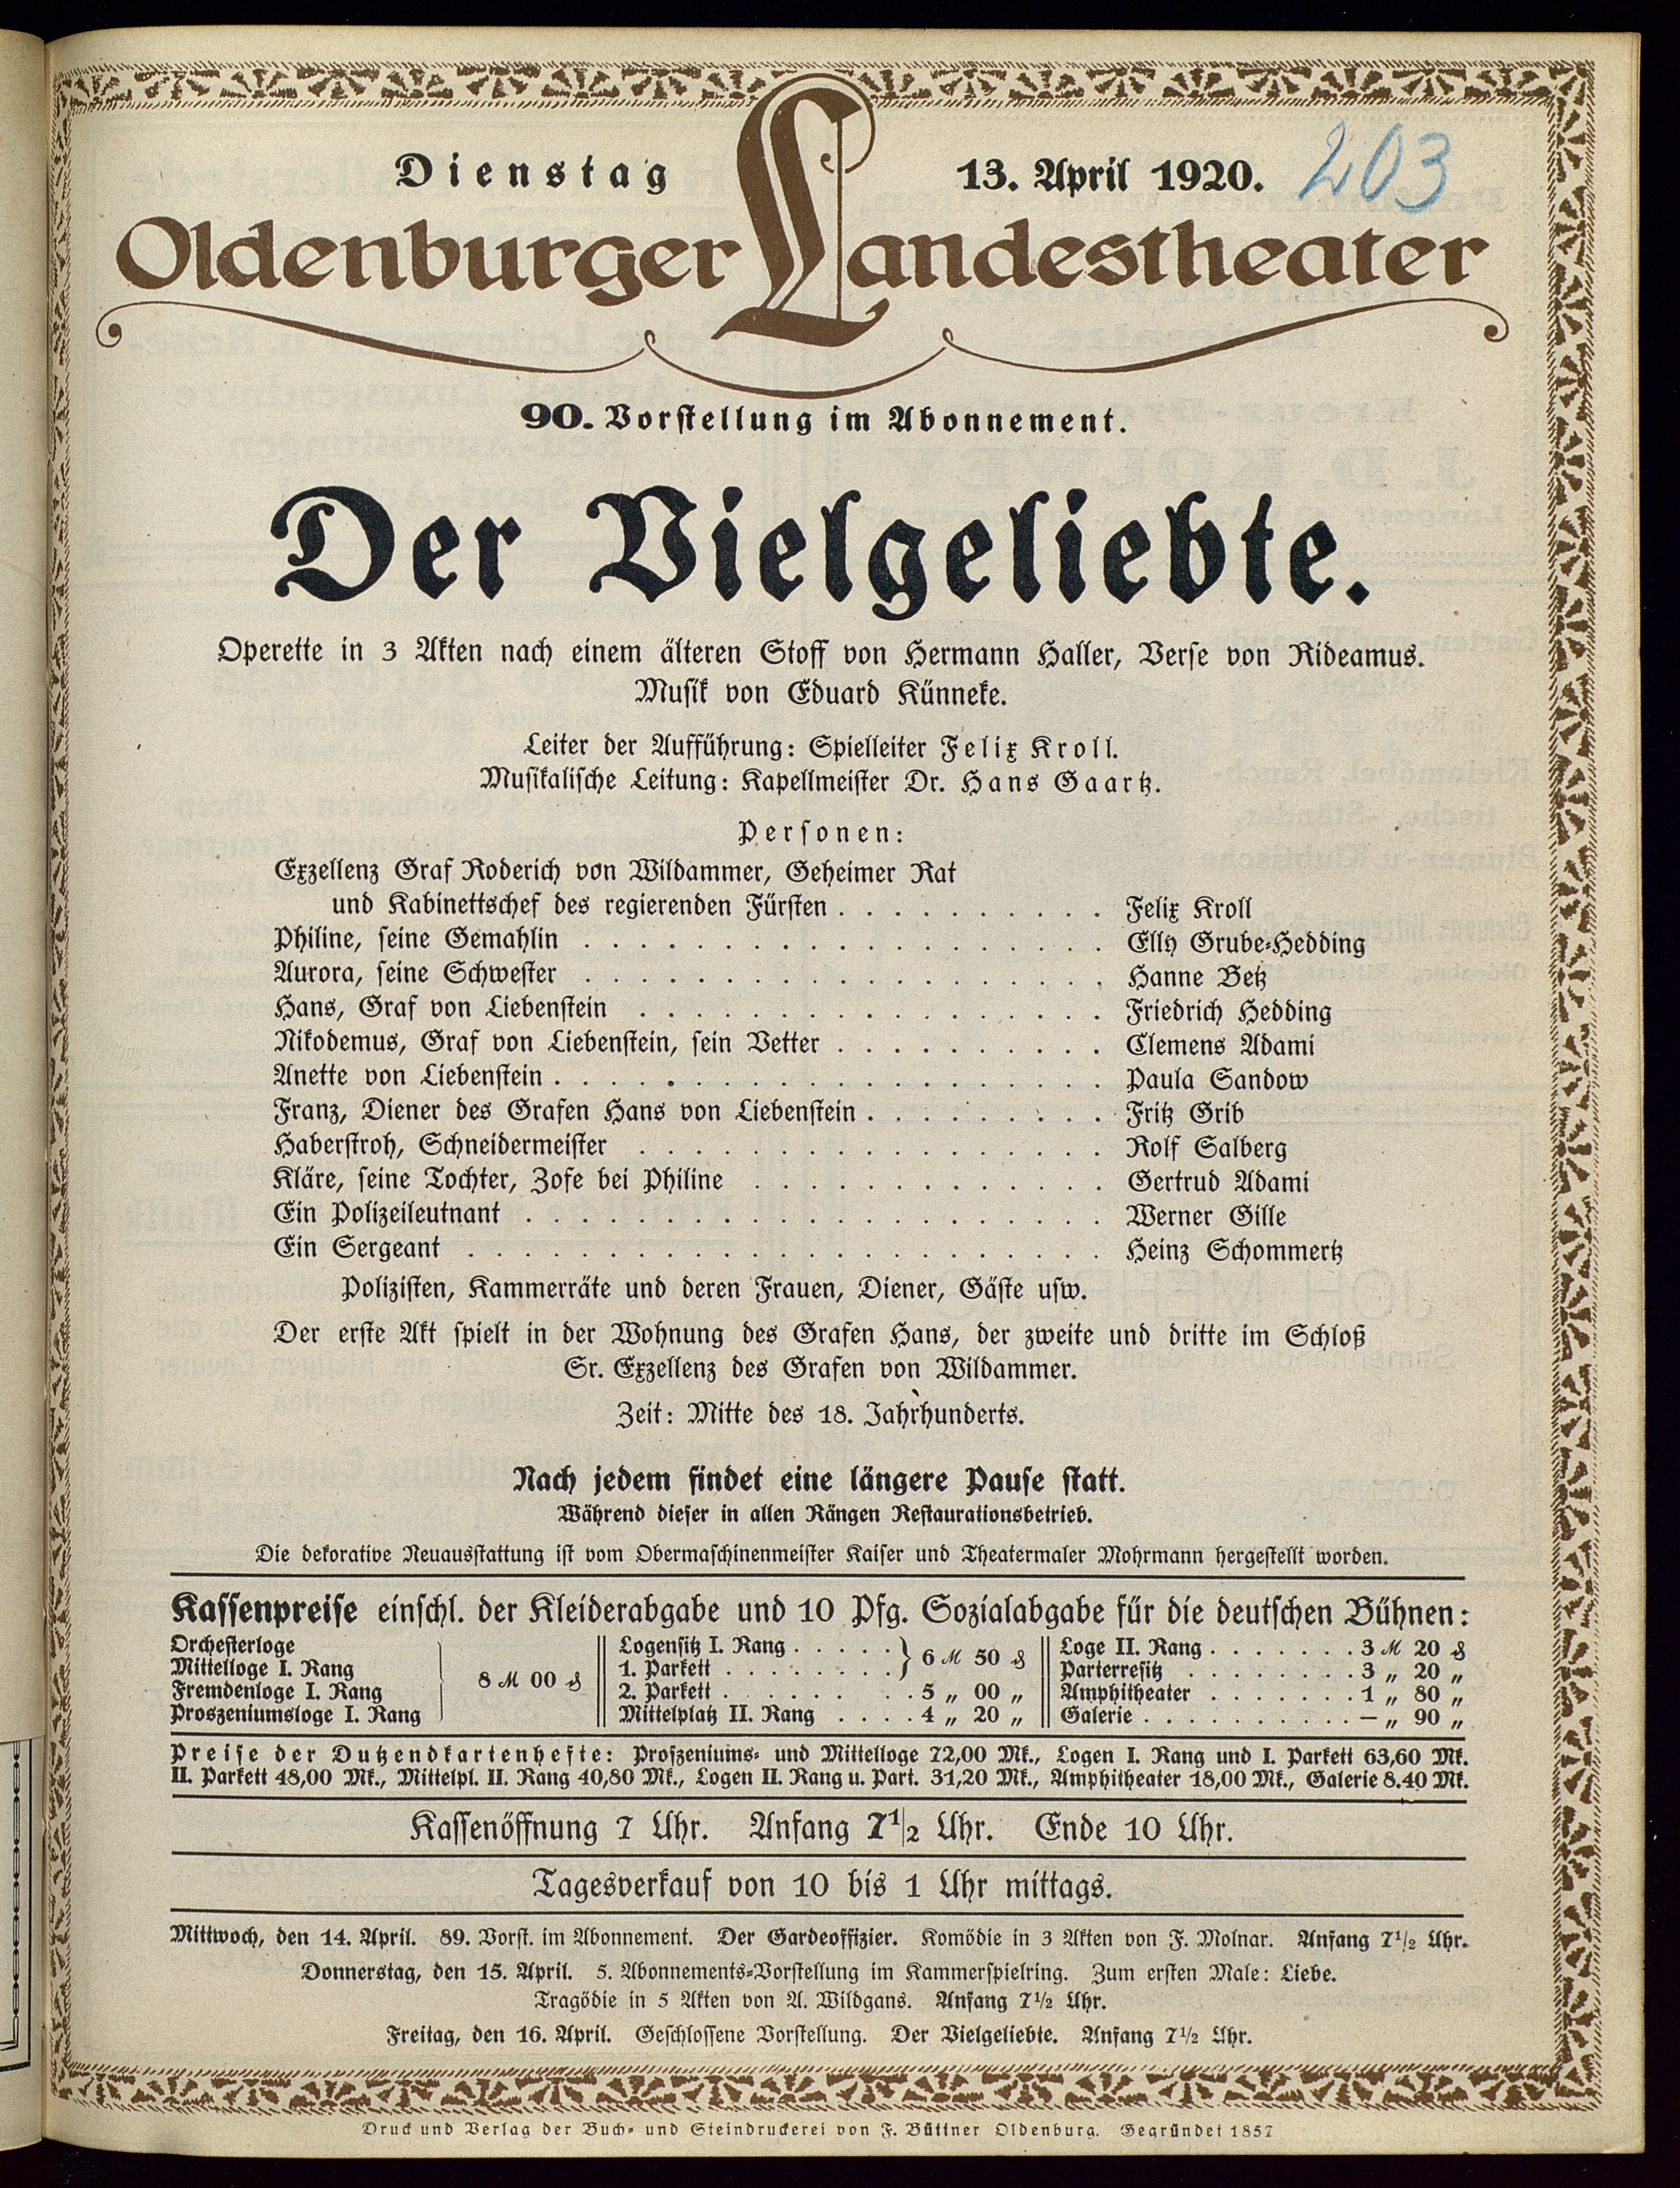 Dienstag 13. April 1920. 203
Oldenburger Landestheater
90. Vorstellung im Abonnement.
Der Vielgeliebte.
Operette in 3 Akten nach einem älteren Stoff von Hermann Haller, Verse von Rideamus.
Musik von Eduard Künneke.
Leiter der Aufführung: Spielleiter Felix Kroll.
Musikalische Leitung: Kapellmeister Dr. Hans Gaartz.
Personen:
Exzellenz Graf Roderich von Wildammer, Geheimer Rat
und Kabinettschef des regierenden Fürsten . . . . . . . . . . Felix Kroll
Philine, seine Gemahlin . . . . . . . . . . . . . . . . . . . Elly Grube-Hedding
Aurora, seine Schwester . . . . . . . . . . . . . . . . . . . Hanne Betz
Hans, Graf von Liebenstein . . . . . . . . . . . . . . . . . Friedrich Hedding
Nikodemus, Graf von Liebenstein, sein Vetter . . . . . . . . . . Clemens Adami
Anette von Liebenstein . . . . . . . . . . . . . . . . . . . . Paula Sandow
Franz, Diener des Grafen Hans von Liebenstein . . . . . . . . . Fritz Grib
Haberstroh, Schneidermeister . . . . . . . . . . . . . . . . . Rolf Salberg
Kläre, seine Tochter, Zofe bei Philine . . . . . . . . . . . . . Gertrud Adami
Ein Polizeileutnant . . . . . . . . . . . . . . . . . . . . . Werner Gille
Ein Sergeant . . . . . . . . . . . . . . . . . . . . . . . Heinz Schommertz
Polizisten, Kammerräte und deren Frauen, Diener, Gäste usw.
Der erste Akt spielt in der Wohnung des Grafen Hans, der zweite und dritte im Schloß
Sr. Exzellenz des Grafen von Wildammer.
Zeit: Mitte des 18. Jahrhunderts.
Nach jedem findet eine längere Pause statt.
Während dieser in allen Rängen Restaurationsbetrieb.
Die dekorative Neuausstattung ist vom Obermaschinenmeister Kaiser und Theatermaler Mohrmann hergestellt worden.
Kassenpreise einschl. der Kleiderabgabe und 10 Pfg. Sozialabgabe für die deutschen Bühnen:
Orchesterloge
Mittelloge I. Rang
Fremdenloge I. Rang
Proszeniumsloge I. Rang
8 ℳ 00 ₰
Logensitz I. Rang . . . . .
1. Parkett . . . . . . . .
6 ℳ 50 ₰
2. Parkett . . . . . . . . 5 „ 00 „
Mittelplatz II. Rang . . . . 4 „ 20 „
Loge II. Rang . . . . . . . 3 ℳ 20 ₰
Parterresitz . . . . . . . . 3 „ 20 „
Amphitheater . . . . . . . 1 „ 80 „
Galerie . . . . . . . . . . — „ 90 „
Preise der Dutzendkartenhefte: Proszeniums- und Mittelloge 72,00 Mk., Logen I. Rang und I. Parkett 63,60 Mk.
II. Parkett 48,00 Mk., Mittelpl. II. Rang 40,80 Mk., Logen II. Rang u. Part. 31,20 Mk., Amphitheater 18,00 Mk., Galerie 8.40 Mk.
Kassenöffnung 7 Uhr. Anfang 7 1/2 Uhr. Ende 10 Uhr.
Tagesverkauf von 10 bis 1 Uhr mittags.
Mittwoch, den 14. April. 89. Vorst. im Abonnement. Der Gardeoffizier. Komödie in 3 Akten von F. Molnar. Anfang 7 1/2 Uhr.
Donnerstag, den 15. April. 5. Abonnements-Vorstellung im Kammerspielring. Zum ersten Male: Liebe.
Tragödie in 5 Akten von A. Wildgans. Anfang 7 1/2 Uhr.
Freitag, den 16. April. Geschlossene Vorstellung. Der Vielgeliebte. Anfang 7 1/2 Uhr.
Druck und Verlag der Buch- und Steindruckerei von F. Büttner Oldenburg. Gegründet 1857